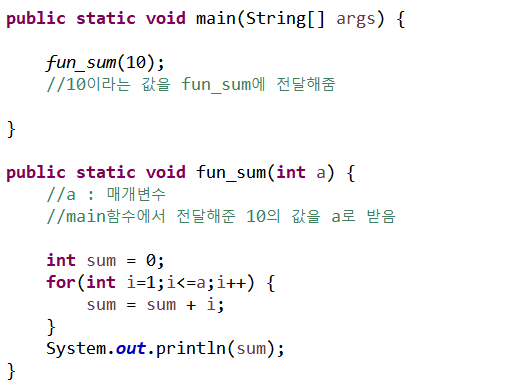 public static void main(String[] args) {
fun_sum(10);
//10이라는 값을 fun_sum에 전달해줌
}
public static void fun_sum(int a) {
//a : 매개변수
//main함수에서 전달해준 10의 값을 a로 받음
int sum = 0;
for(int i=1;i<=a;i++) {
sum = sum + i;
}
System.out.println(sum);
}